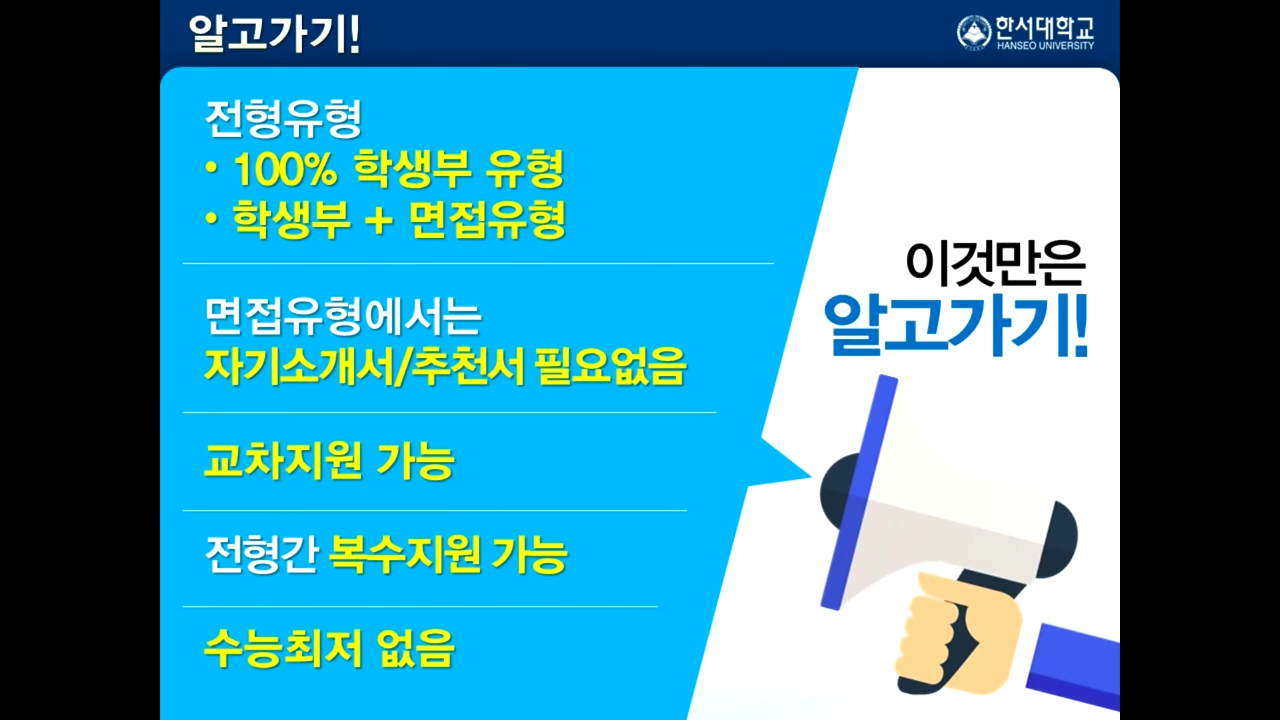 알고가기!
한서대학교
HANSEO UNIVERSITY
전형유형
• 100% 학생부 유형
• 학생부 + 면접유형
면접유형에서는
자기소개서/추천서 필요없음
교차지원 가능
전형간 복수지원 가능
수능최저 없음
이것만은
알고가기!